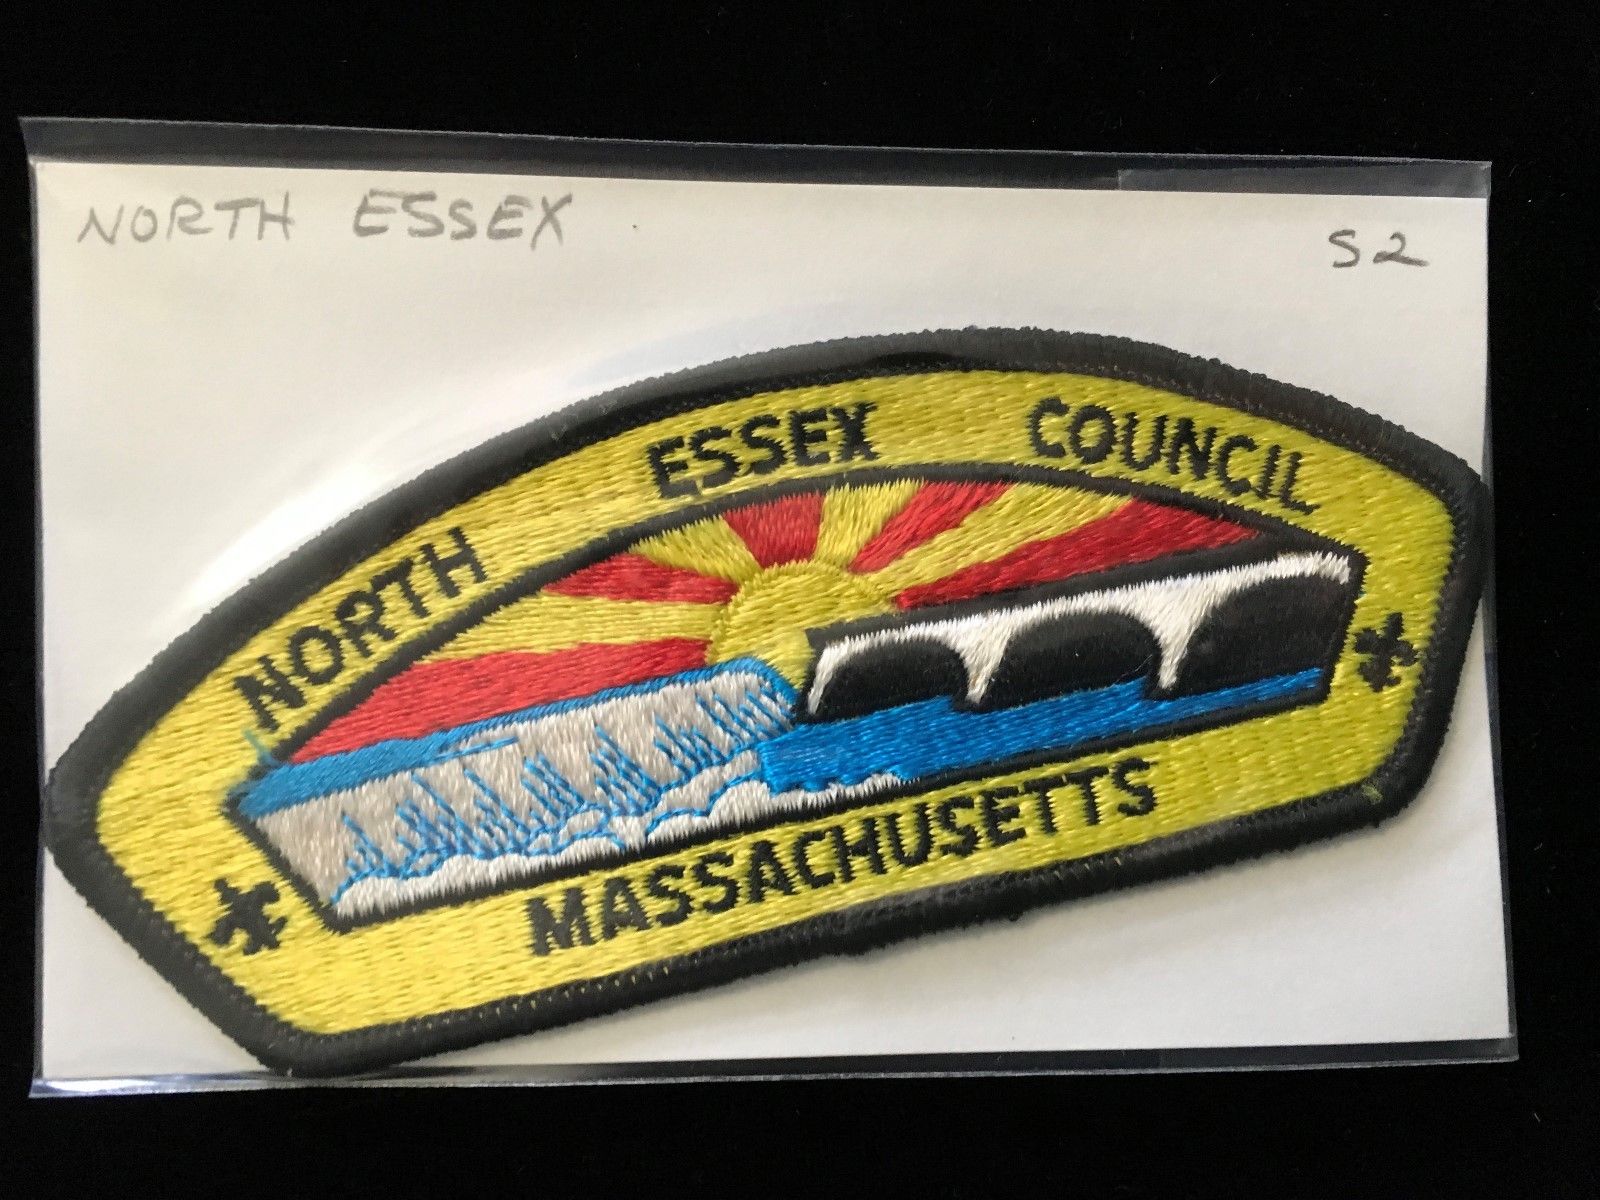 NORTH ESSEX
S2
NORTH ESSEX COUNCIL
MASSACHUSETTS